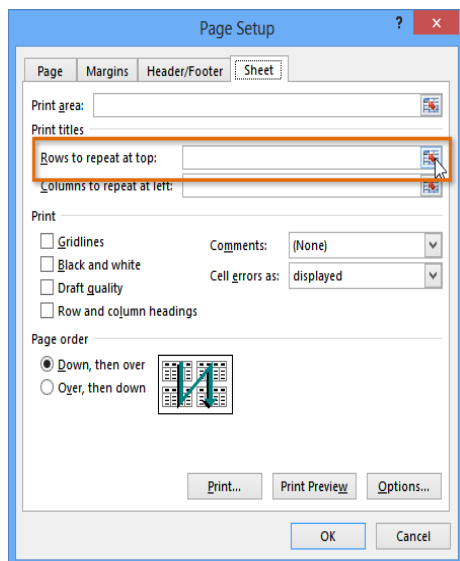 Page Setup ? x
Page Margins Header/Footer Sheet
Print area:
Print titles
Rows to repeat at top:
Columns to repeat at left:
Print
Gridlines
Black and white
Draft quality
Row and column headings
Comments: (None)
Cell errors as: displayed
Page order
Down, then over
Over, then down
Print... Print Preview Options...
OK Cancel